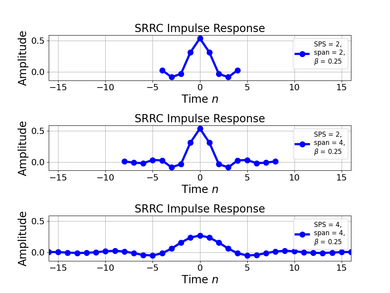 SRRC Impulse Response
Amplitude
0.5
0.0
SPS = 2,
span = 2,
β = 0.25
−15 −10 −5 0 5 10 15
Time n
SRRC Impulse Response
Amplitude
0.5
0.0
SPS = 2,
span = 4,
β = 0.25
−15 −10 −5 0 5 10 15
Time n
SRRC Impulse Response
Amplitude
0.5
0.0
SPS = 4,
span = 4,
β = 0.25
−15 −10 −5 0 5 10 15
Time n